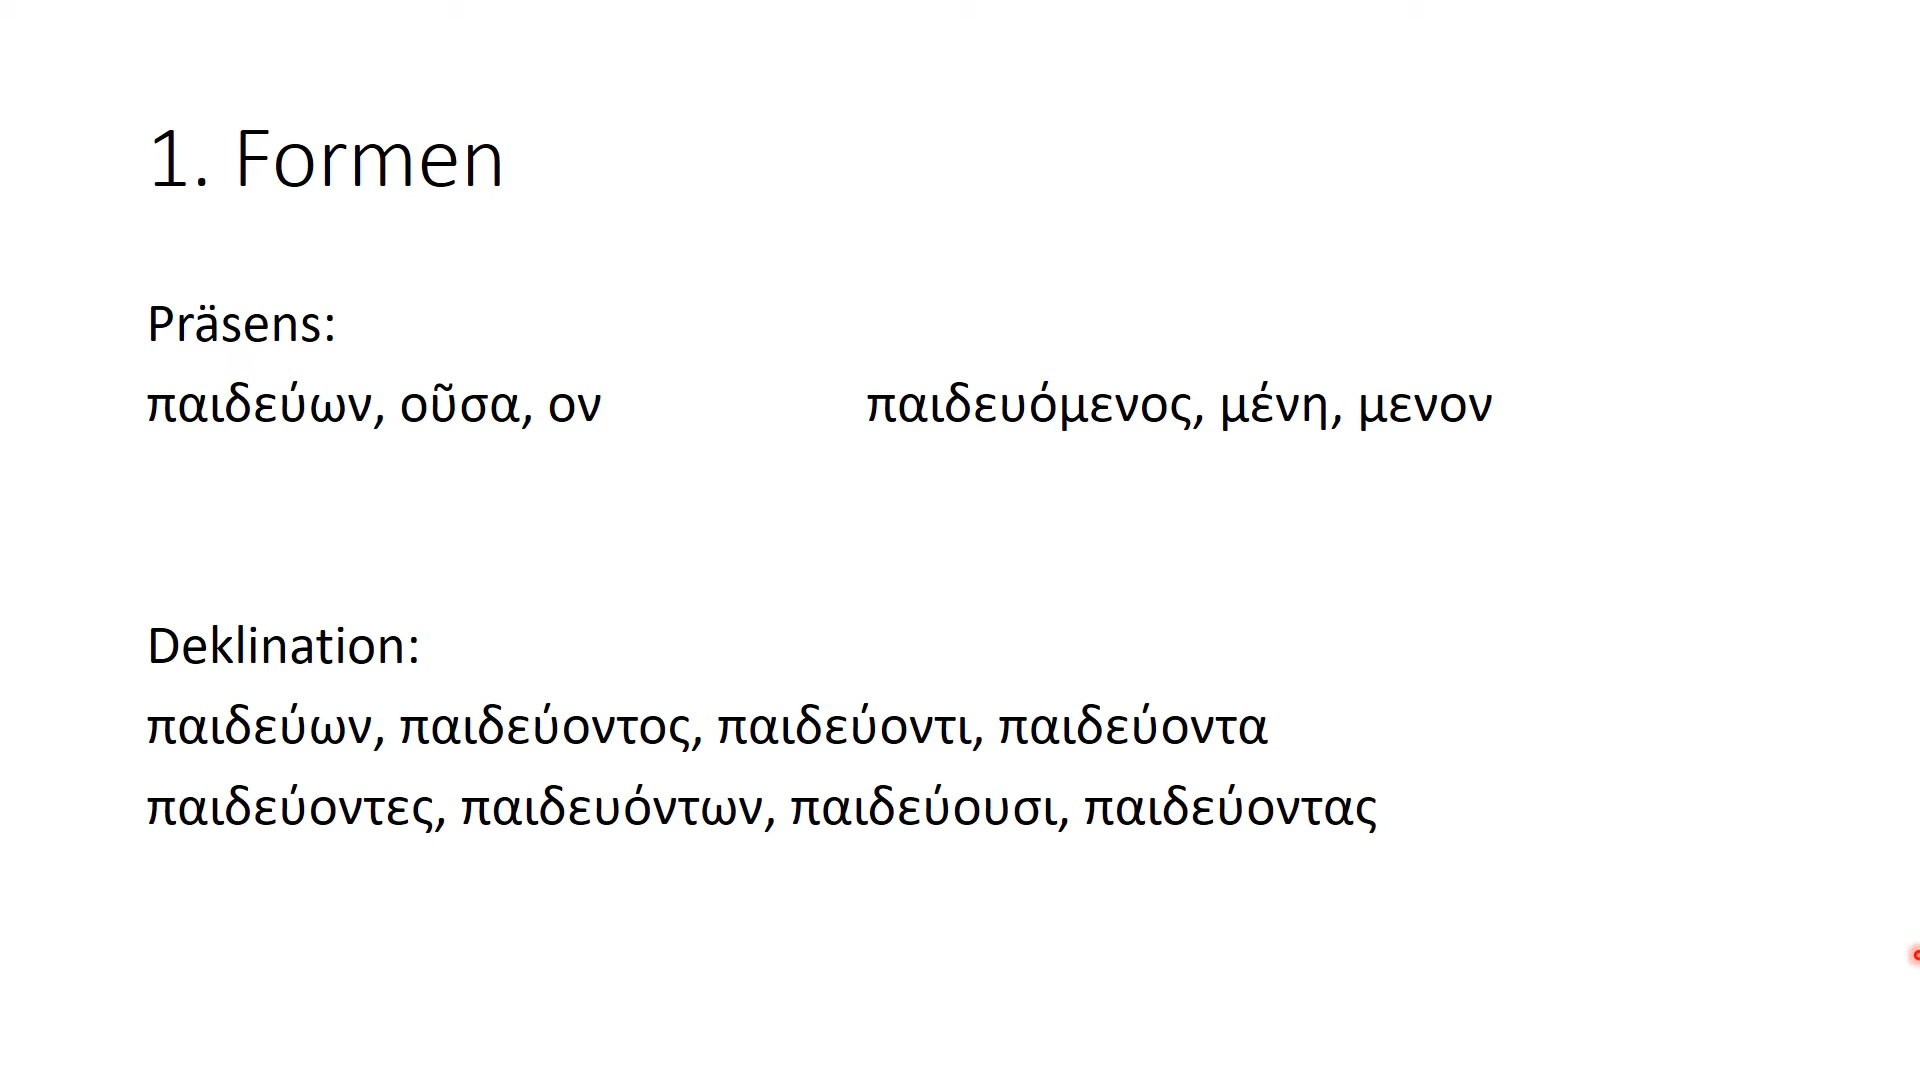 1. Formen
Präsens:
παιδεύων, οῦσα, ον παιδευόμενος, μένη, μενον
Deklination:
παιδεύων, παιδεύοντος, παιδεύοντι, παιδεύοντα
παιδεύοντες, παιδευόντων, παιδεύουσι, παιδεύοντας